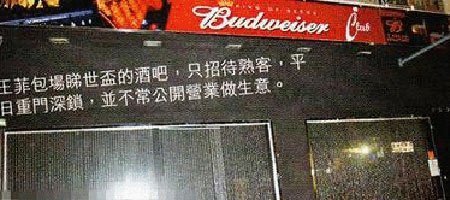 Budweiser
Club
王菲包場睇世盃的酒吧，只招待熟客，平
日重門深鎖，並不常公開營業做生意。